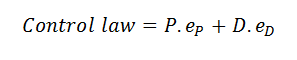 Control law = P.e_P + D.e_D